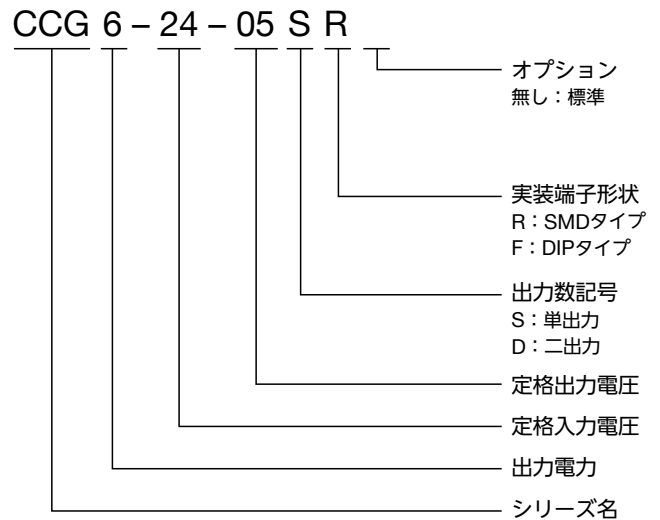 CCG 6 – 24 – 05 S R
オプション
無し：標準
実装端子形状
R：SMDタイプ
F：DIPタイプ
出力数記号
S：単出力
D：二出力
定格出力電圧
定格入力電圧
出力電力
シリーズ名